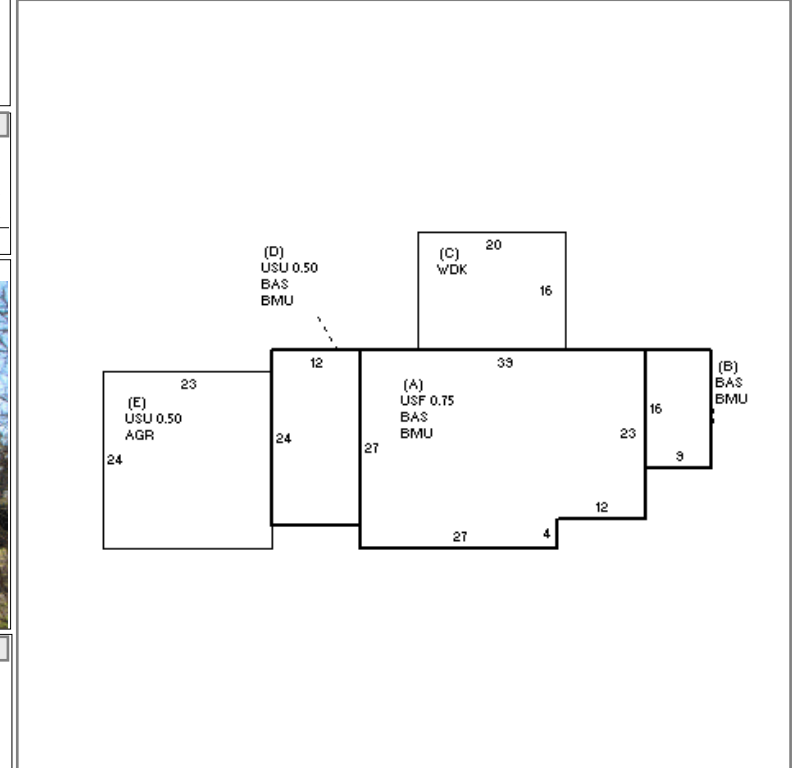 20
(C)
WDK
16
(D)
USU 0.50
BAS
BMU
12
39
23
(E)
USU 0.50
AGR
24
24
(A)
USF 0.75
BAS
BMU
27
23
(B)
BAS
BMU
16
9
12
27
4